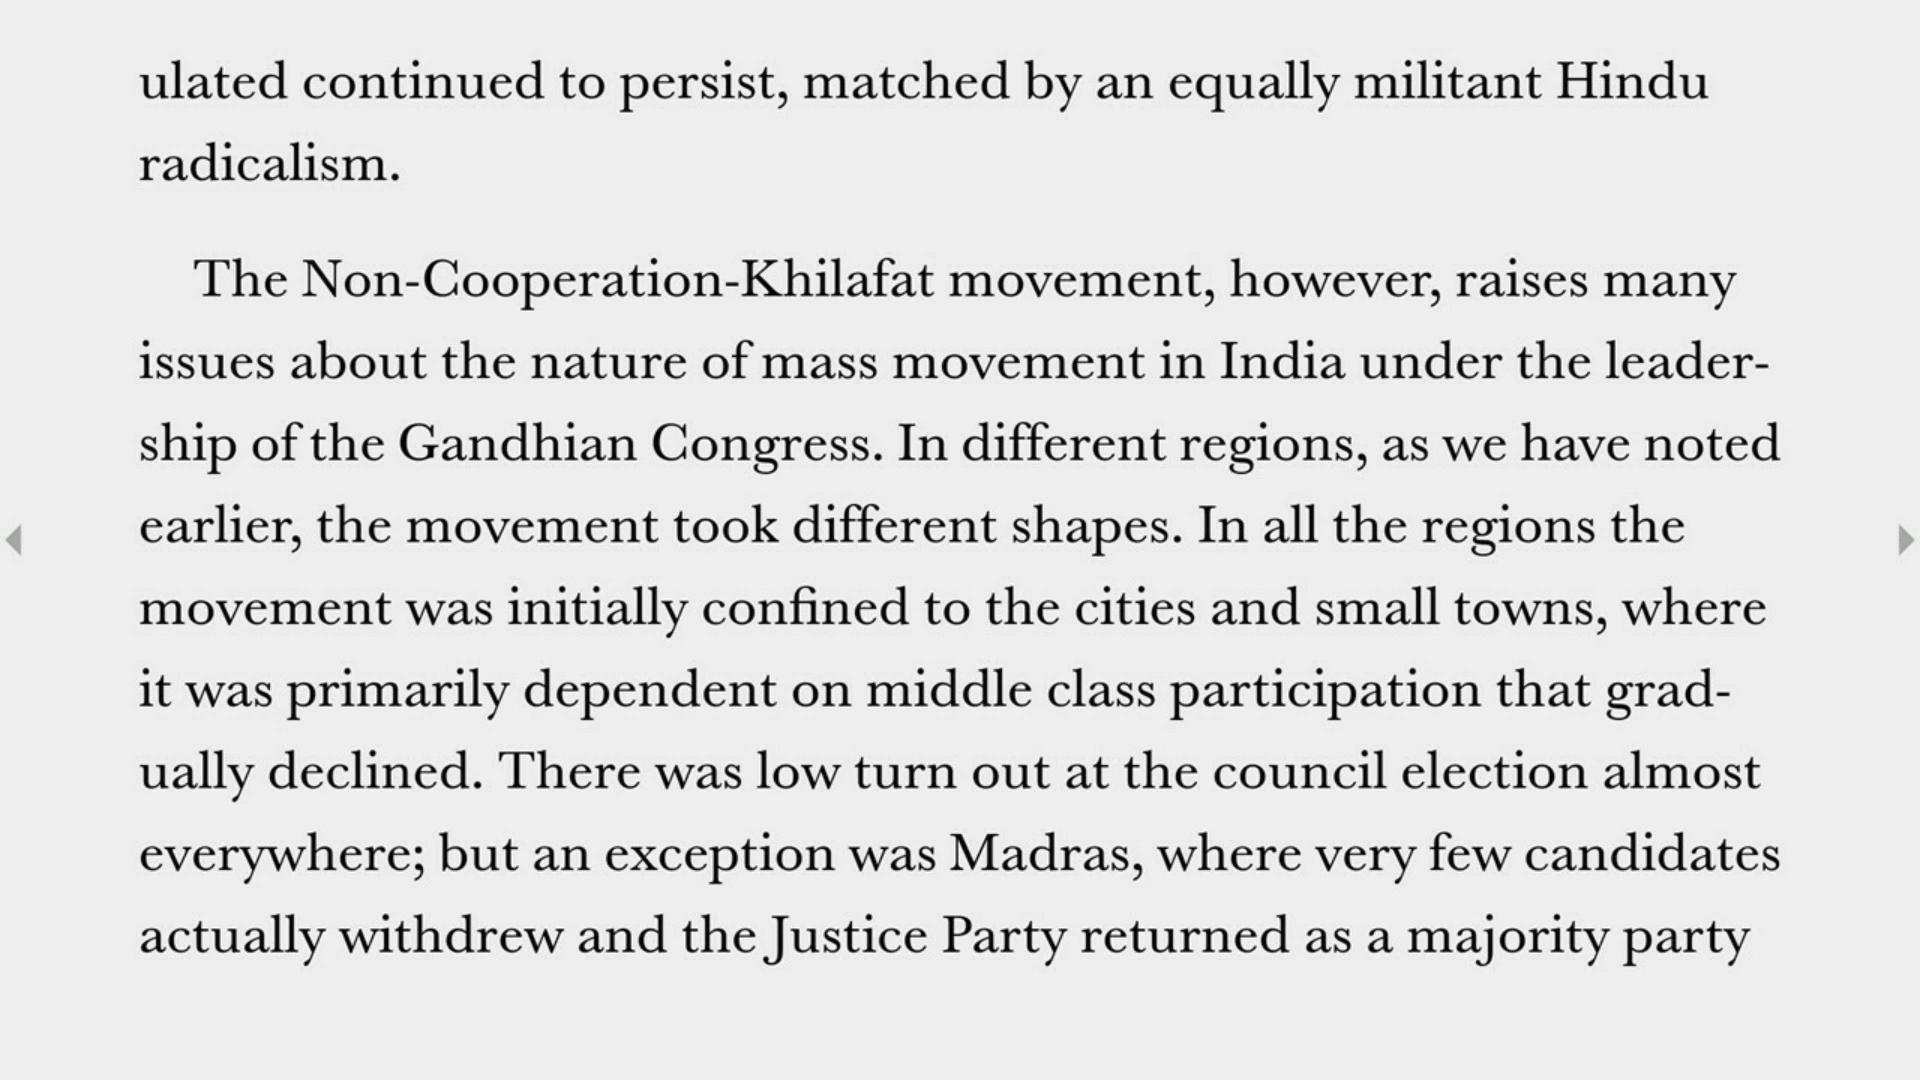 ulated continued to persist, matched by an equally militant Hindu
radicalism.
The Non-Cooperation-Khilafat movement, however, raises many
issues about the nature of mass movement in India under the leader-
ship of the Gandhian Congress. In different regions, as we have noted
earlier, the movement took different shapes. In all the regions the
movement was initially confined to the cities and small towns, where
it was primarily dependent on middle class participation that grad-
ually declined. There was low turn out at the council election almost
everywhere; but an exception was Madras, where very few candidates
actually withdrew and the Justice Party returned as a majority party